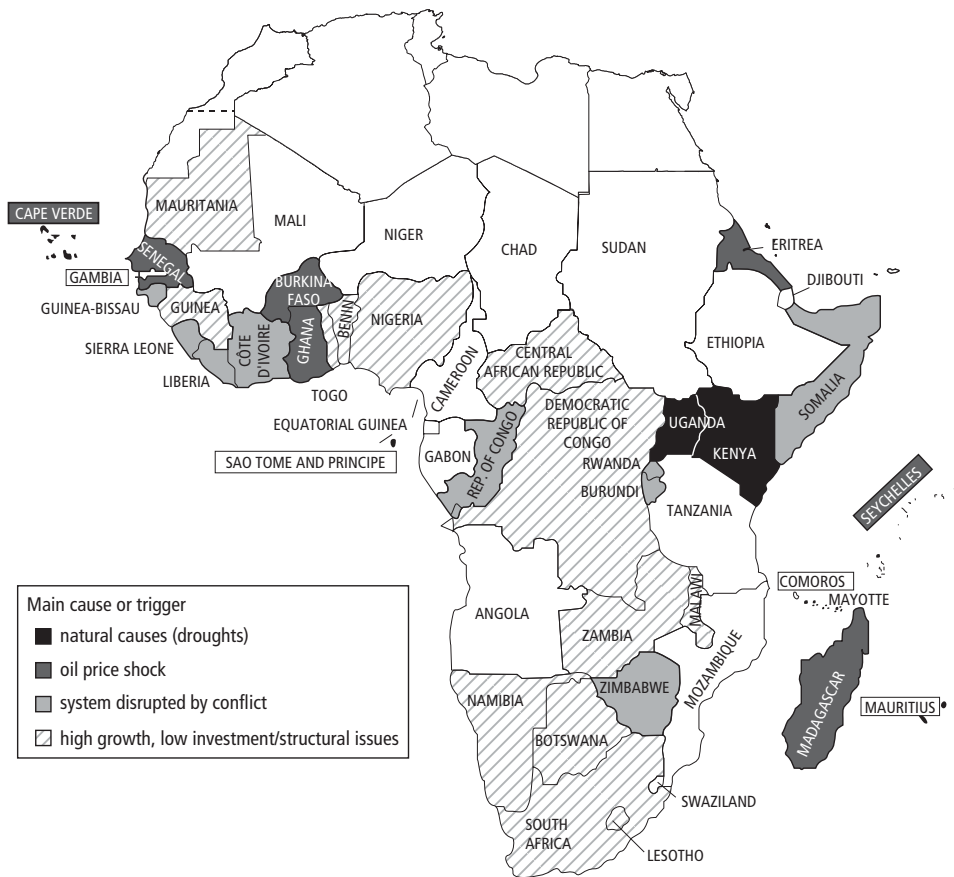 MAURITANIA
CAPE VERDE
MALI
NIGER
CHAD
SUDAN
ERITREA
SENEGAL
GAMBIA
BURKINA
FASO
DJIBOUTI
GUINEA-BISSAU
GUINEA
BENIN
NIGERIA
CÔTE
D'IVOIRE
GHANA
SIERRA LEONE
ETHIOPIA
CENTRAL
AFRICAN REPUBLIC
LIBERIA
CAMEROON
SOMALIA
TOGO
DEMOCRATIC
REPUBLIC OF
CONGO
UGANDA
EQUATORIAL GUINEA
REP. OF CONGO
KENYA
GABON
SAO TOME AND PRINCIPE
RWANDA
BURUNDI
TANZANIA
SEYCHELLES
COMOROS
MAYOTTE
ANGOLA
MALAWI
ZAMBIA
MOZAMBIQUE
ZIMBABWE
NAMIBIA
MADAGASCAR
MAURITIUS
BOTSWANA
SWAZILAND
SOUTH
AFRICA
LESOTHO
Main cause or trigger
natural causes (droughts)
oil price shock
system disrupted by conflict
high growth, low investment/structural issues